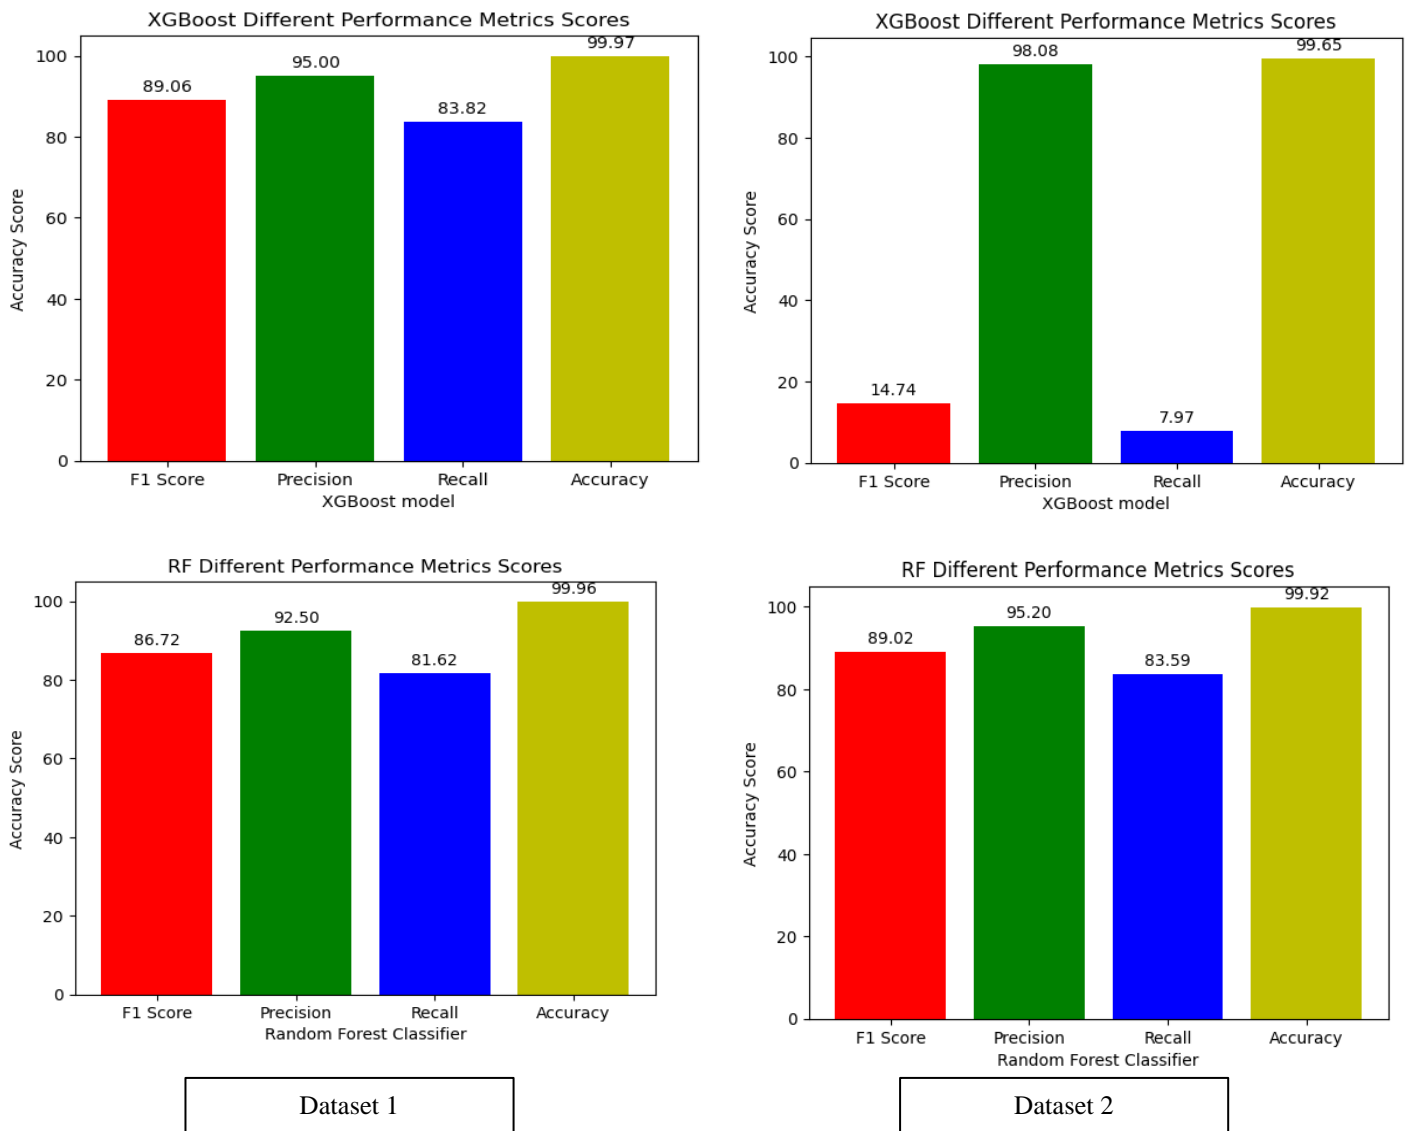 XGBoost Different Performance Metrics Scores
100
80
60
40
20
0
Accuracy Score
89.06
95.00
83.82
99.97
F1 Score Precision Recall Accuracy
XGBoost model
XGBoost Different Performance Metrics Scores
100
80
60
40
20
0
Accuracy Score
14.74
98.08
7.97
99.65
F1 Score Precision Recall Accuracy
XGBoost model
RF Different Performance Metrics Scores
100
80
60
40
20
0
Accuracy Score
86.72
92.50
81.62
99.96
F1 Score Precision Recall Accuracy
Random Forest Classifier
RF Different Performance Metrics Scores
100
80
60
40
20
0
Accuracy Score
89.02
95.20
83.59
99.92
F1 Score Precision Recall Accuracy
Random Forest Classifier
Dataset 1
Dataset 2